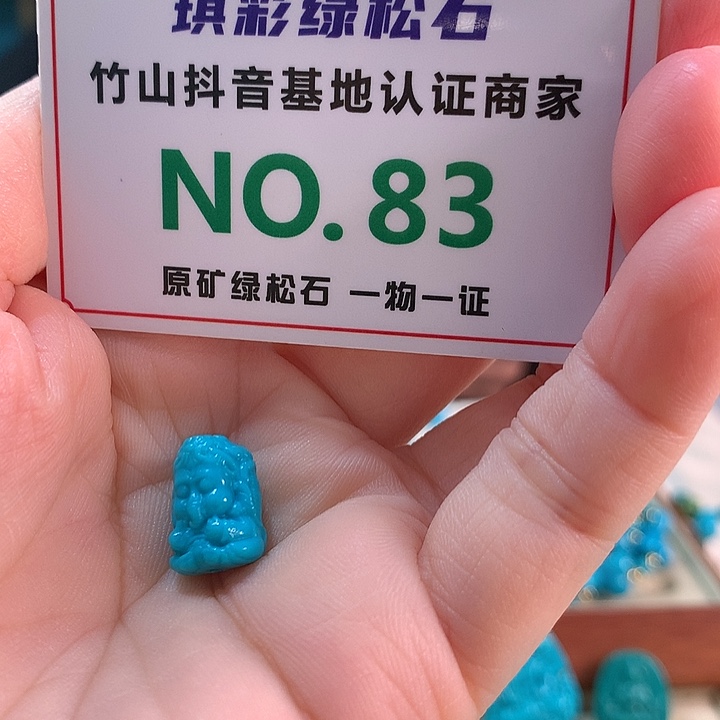 琪彩绿松石
竹山抖音基地认证商家
NO.83
原矿绿松石 一物一证